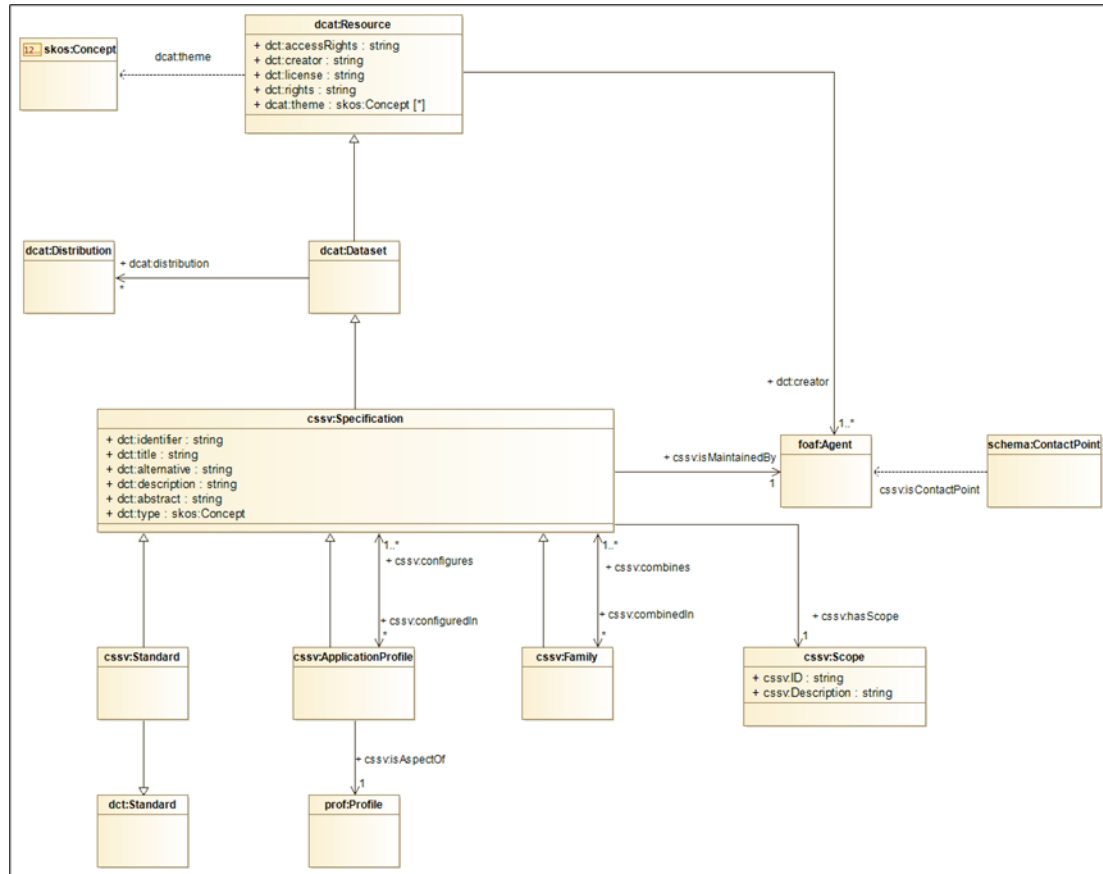 dcat:Resource
+ dct:accessRights : string
+ dct:creator : string
+ dct:license : string
+ dct:rights : string
+ dcat:theme : skos:Concept [*]
12... skos:Concept
dcat:theme
dcat:Distribution
+ dcat:distribution
*
dcat:Dataset
+ dct:creator
1..*
cssv:Specification
+ dct:identifier : string
+ dct:title : string
+ dct:alternative : string
+ dct:description : string
+ dct:abstract : string
+ dct:type : skos:Concept
+ cssv:isMaintainedBy
1
foaf:Agent
schema:ContactPoint
cssv:isContactPoint
1..*
+ cssv:configures
+ cssv:configuredIn
*
1..*
+ cssv:combines
+ cssv:combinedIn
*
+ cssv:hasScope
1
cssv:Standard
cssv:ApplicationProfile
cssv:Family
cssv:Scope
+ cssv:ID : string
+ cssv:Description : string
+ cssv:isAspectOf
1
dct:Standard
prof:Profile